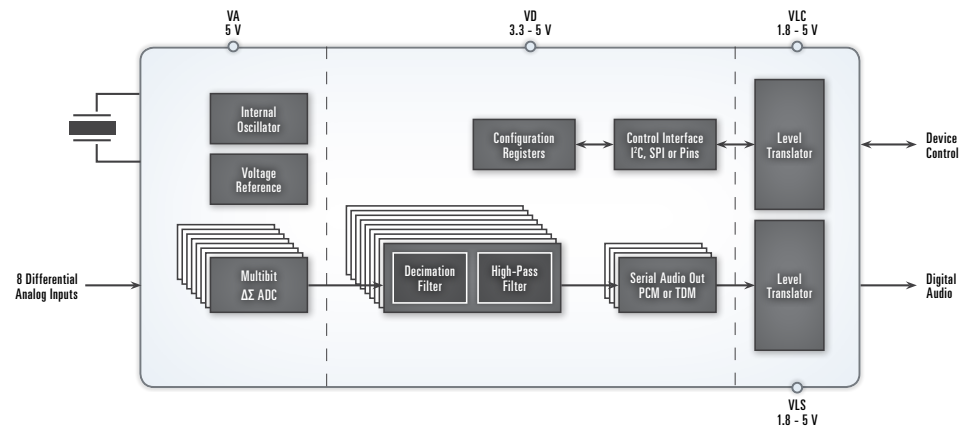 VA
5 V
VD
3.3 - 5 V
VLC
1.8 - 5 V
Internal
Oscillator
Voltage
Reference
Configuration
Registers
Control Interface
I²C, SPI or Pins
Level
Translator
Device
Control
8 Differential
Analog Inputs
Multibit
ΔΣ ADC
Decimation
Filter
High-Pass
Filter
Serial Audio Out
PCM or TDM
Level
Translator
Digital
Audio
VLS
1.8 - 5 V